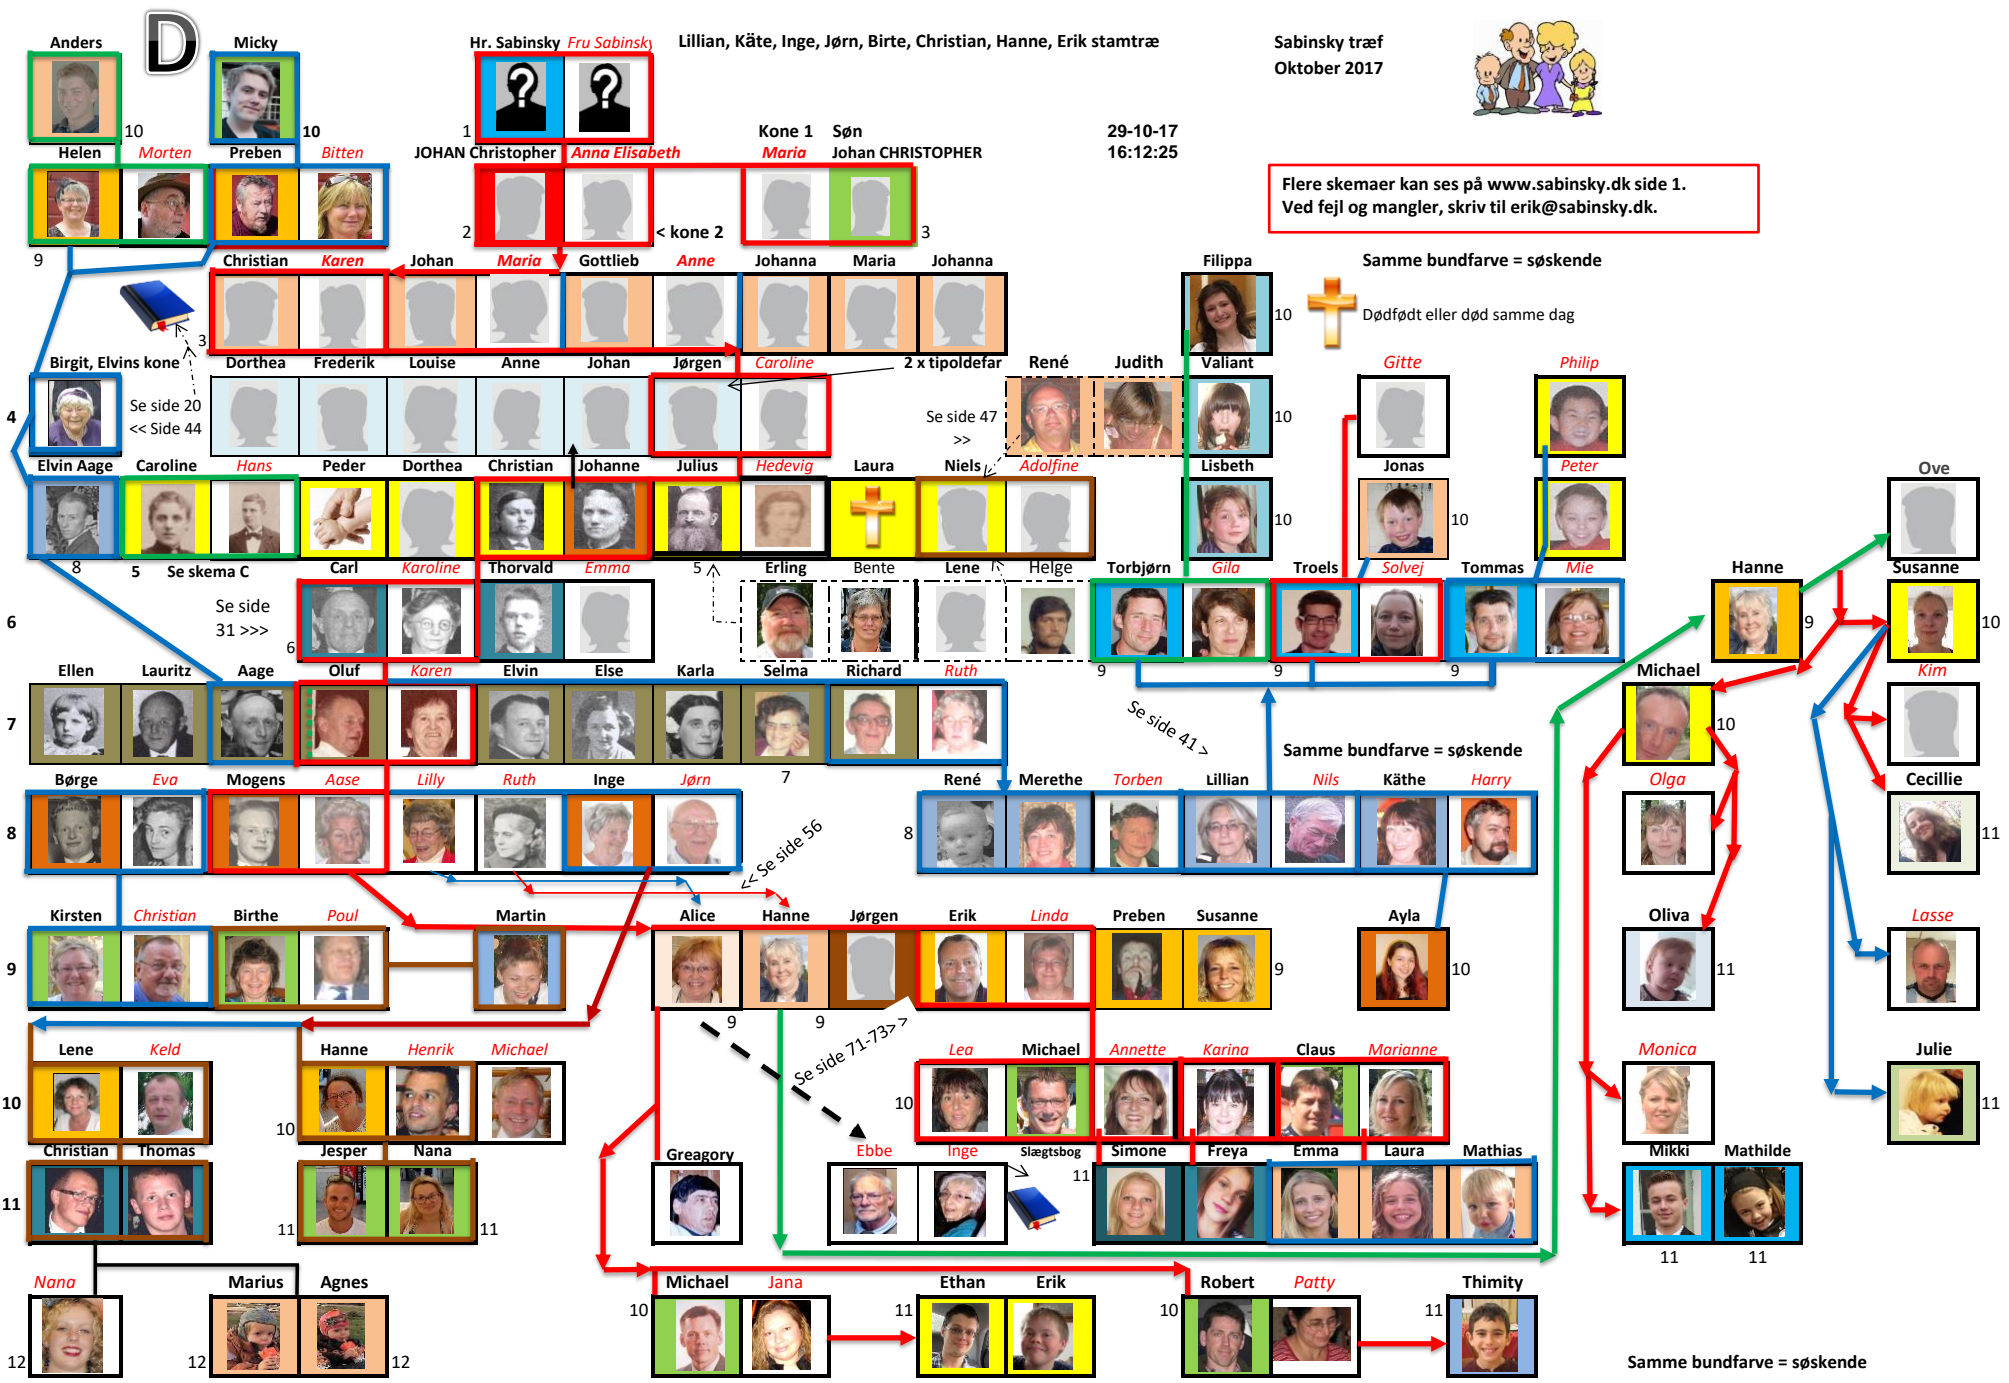 D
Anders Micky Hr. Sabinsky Fru Sabinsky Lillian, Käte, Inge, Jørn, Birte, Christian, Hanne, Erik stamtræ Sabinsky træf
Oktober 2017
10 10 1 Kone 1 Søn 29-10-17
Helen Morten Preben Bitten JOHAN Christopher Anna Elisabeth Maria Johan CHRISTOPHER 16:12:25
Flere skemaer kan ses på www.sabinsky.dk side 1.
Ved fejl og mangler, skriv til erik@sabinsky.dk.
9 2 < kone 2 3
Christian Karen Johan Maria Gottlieb Anne Johanna Maria Johanna Filippa Samme bundfarve = søskende
10 Dødfødt eller død samme dag
3
Birgit, Elvins kone Dorthea Frederik Louise Anne Johan Jørgen Caroline 2 x tipoldefar René Judith Valiant Gitte Philip
4 Se side 20
<< Side 44
Se side 47
>>
10
Elvin Aage Caroline Hans Peder Dorthea Christian Johanne Julius Hedevig Laura Niels Adolfine Lisbeth Jonas Peter Ove
10 10
8 5 Se skema C Carl Karoline Thorvald Emma 5 Erling Bente Lene Helge Torbjørn Gila Troels Solvej Tommas Mie Hanne Susanne
6 Se side
31 >>>
6 9 9 9 9 10
Ellen Lauritz Aage Oluf Karen Elvin Else Karla Selma Richard Ruth Michael Kim
7 Se side 41 > 10
7 Samme bundfarve = søskende
Børge Eva Mogens Aase Lilly Ruth Inge Jørn René Merethe Torben Lillian Nils Käthe Harry Olga Cecillie
8 << Se side 56 8 11
Kirsten Christian Birthe Poul Martin Alice Hanne Jørgen Erik Linda Preben Susanne Ayla Oliva Lasse
9 9 10 11
9 9
Se side 71-73> >
Lene Keld Hanne Henrik Michael Lea Michael Annette Karina Claus Marianne Monica Julie
10 10 10 11
Christian Thomas Jesper Nana Greagory Ebbe Inge Slægtsbog Simone Freya Emma Laura Mathias Mikki Mathilde
11 11 11 11
11 11
Nana Marius Agnes Michael Jana Ethan Erik Robert Patty Thimity
10 11 10 11
12 12 12 Samme bundfarve = søskende